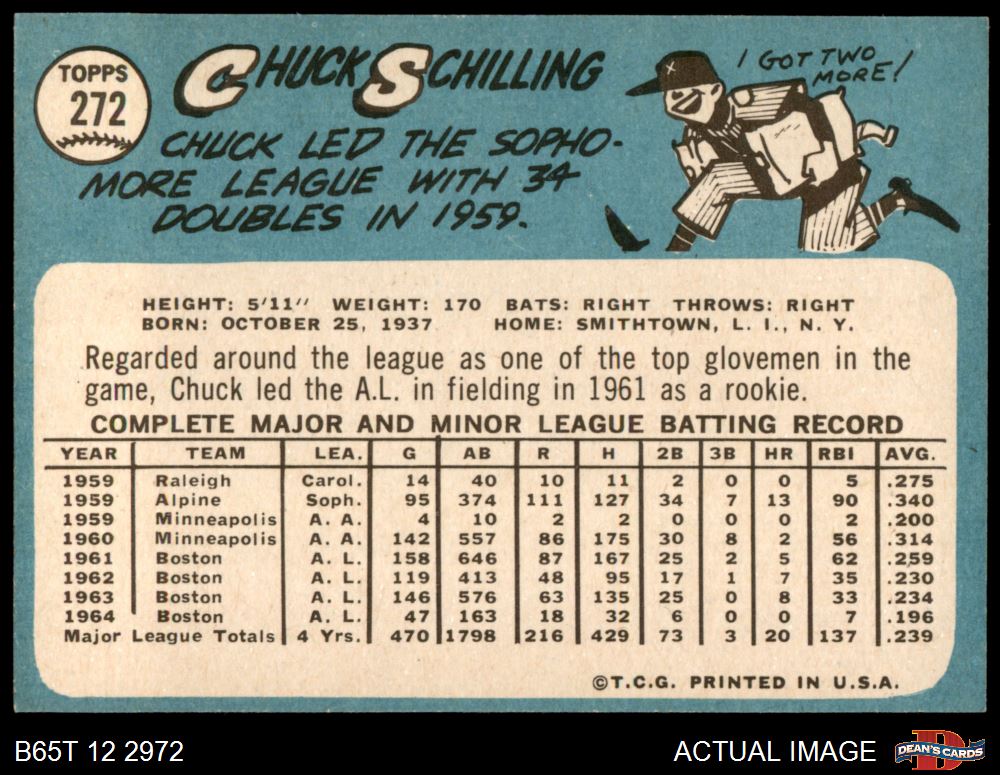 TOPPS
272
CHUCK SCHILLING
CHUCK LED THE SOPHO-
MORE LEAGUE WITH 34
DOUBLES IN 1959.
I GOT TWO
MORE!
HEIGHT: 5'11" WEIGHT: 170 BATS: RIGHT THROWS: RIGHT
BORN: OCTOBER 25, 1937 HOME: SMITHTOWN, L. I., N. Y.
Regarded around the league as one of the top glovemen in the
game, Chuck led the A.L. in fielding in 1961 as a rookie.
COMPLETE MAJOR AND MINOR LEAGUE BATTING RECORD
YEAR TEAM LEA. G AB R H 2B 3B HR RBI AVG.
1959 Raleigh Carol. 14 40 10 11 2 0 0 5 .275
1959 Alpine Soph. 95 374 111 127 34 7 13 90 .340
1959 Minneapolis A. A. 4 10 2 2 0 0 0 2 .200
1960 Minneapolis A. A. 142 557 86 175 30 8 2 56 .314
1961 Boston A. L. 158 646 87 167 25 2 5 62 .259
1962 Boston A. L. 119 413 48 95 17 1 7 35 .230
1963 Boston A. L. 146 576 63 135 25 0 8 33 .234
1964 Boston A. L. 47 163 18 32 6 0 0 7 .196
Major League Totals 4 Yrs. 470 1798 216 429 73 3 20 137 .239
©T.C.G. PRINTED IN U.S.A.
B65T 12 2972
ACTUAL IMAGE
DEAN'S CARDS